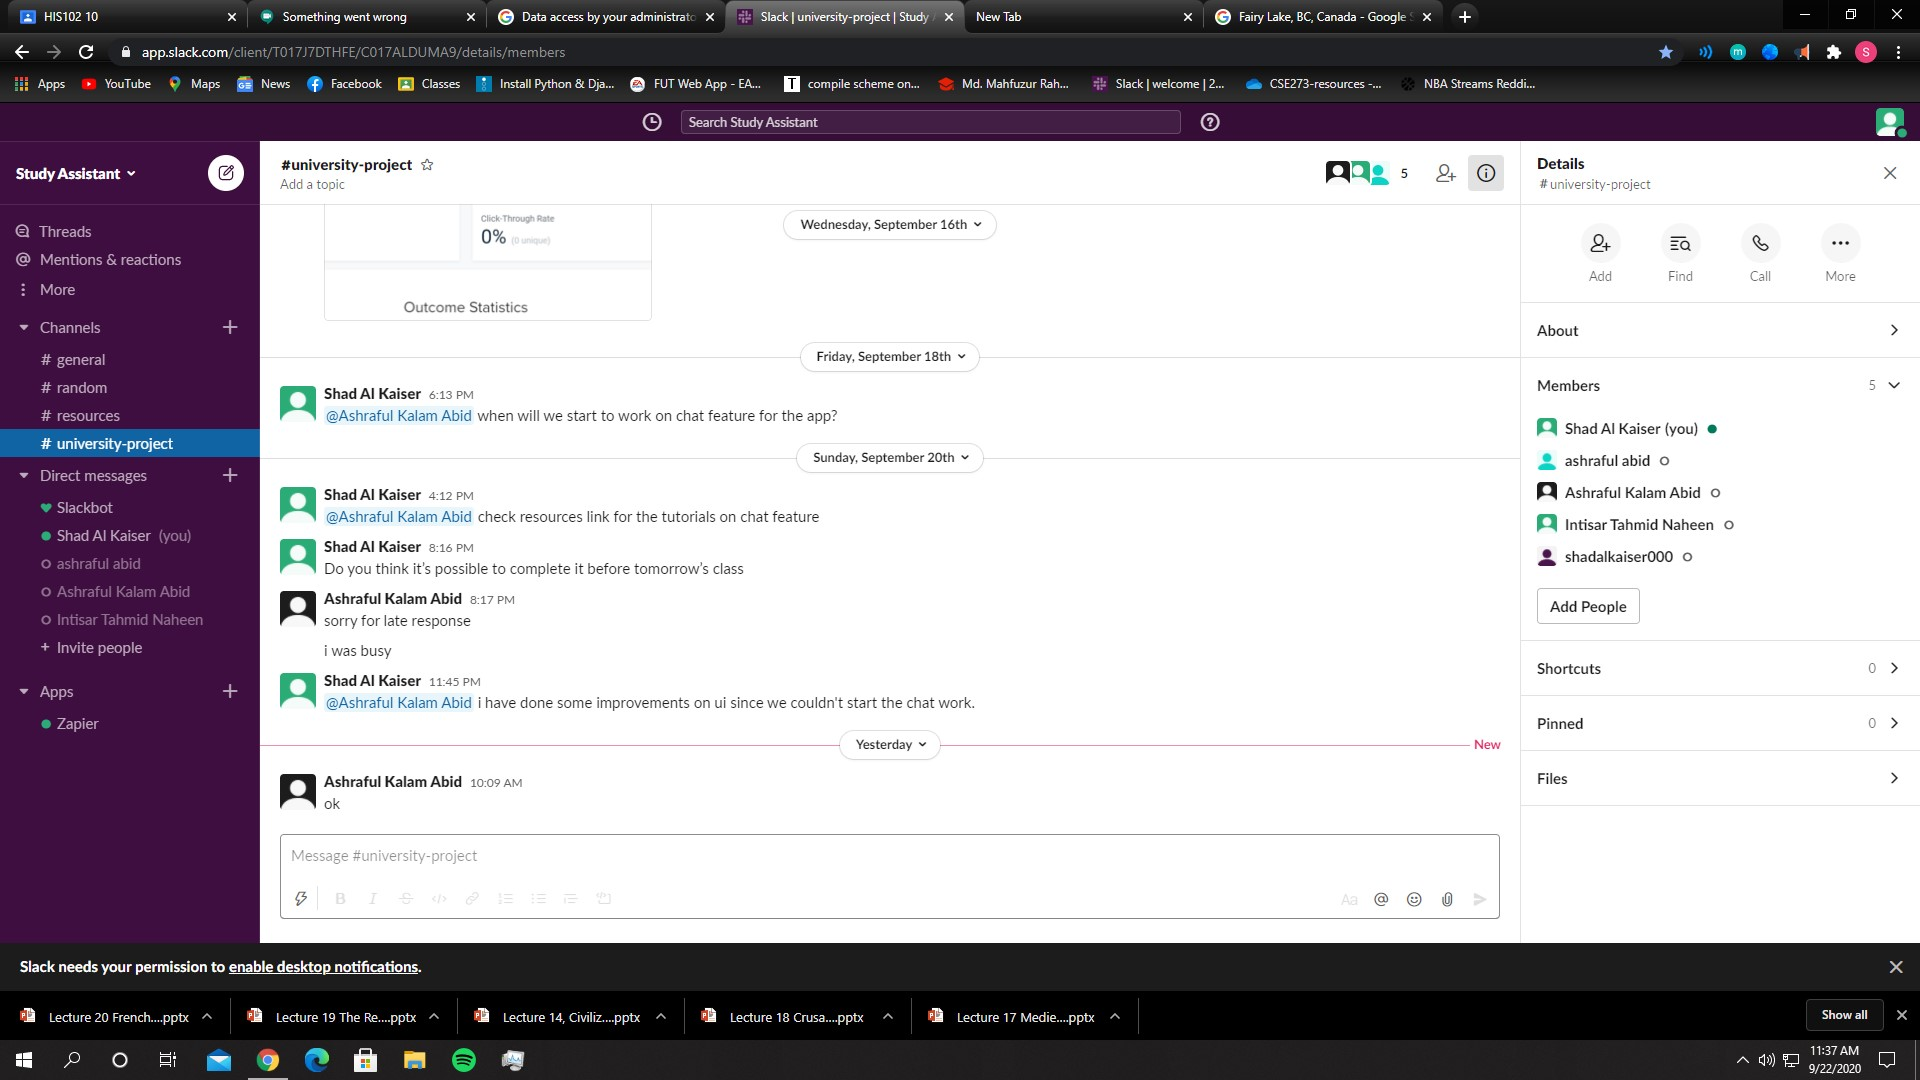 HIS102 10
Something went wrong
Data access by your administrato
Slack | university-project | Study
New Tab
Fairy Lake, BC, Canada - Google S
app.slack.com/client/T017J7DTHFE/C017ALDUMA9/details/members
S
Apps
YouTube
Maps
News
Facebook
Classes
Install Python & Dja...
FUT Web App - EA...
compile scheme on...
Md. Mahfuzur Rah...
Slack | welcome | 2...
CSE273-resources -...
NBA Streams Reddi...
Search Study Assistant
Study Assistant
Threads
Mentions & reactions
More
Channels
# general
# random
# resources
# university-project
Direct messages
Slackbot
Shad Al Kaiser (you)
ashraful abid
Ashraful Kalam Abid
Intisar Tahmid Naheen
+ Invite people
Apps
Zapier
#university-project
Add a topic
5
Click-Through Rate
0% (0 unique)
Outcome Statistics
Wednesday, September 16th
Friday, September 18th
Shad Al Kaiser 6:13 PM
@Ashraful Kalam Abid when will we start to work on chat feature for the app?
Sunday, September 20th
Shad Al Kaiser 4:12 PM
@Ashraful Kalam Abid check resources link for the tutorials on chat feature
Shad Al Kaiser 8:16 PM
Do you think it's possible to complete it before tomorrow's class
Ashraful Kalam Abid 8:17 PM
sorry for late response
i was busy
Shad Al Kaiser 11:45 PM
@Ashraful Kalam Abid i have done some improvements on ui since we couldn't start the chat work.
Yesterday
New
Ashraful Kalam Abid 10:09 AM
ok
Message #university-project
Aa
Details
# university-project
Add
Find
Call
More
About
Members 5
Shad Al Kaiser (you)
ashraful abid
Ashraful Kalam Abid
Intisar Tahmid Naheen
shadalkaiser000
Add People
Shortcuts 0
Pinned 0
Files
Slack needs your permission to enable desktop notifications.
Lecture 20 French....pptx
Lecture 19 The Re....pptx
Lecture 14, Civiliz....pptx
Lecture 18 Crusa....pptx
Lecture 17 Medie....pptx
Show all
11:37 AM
9/22/2020